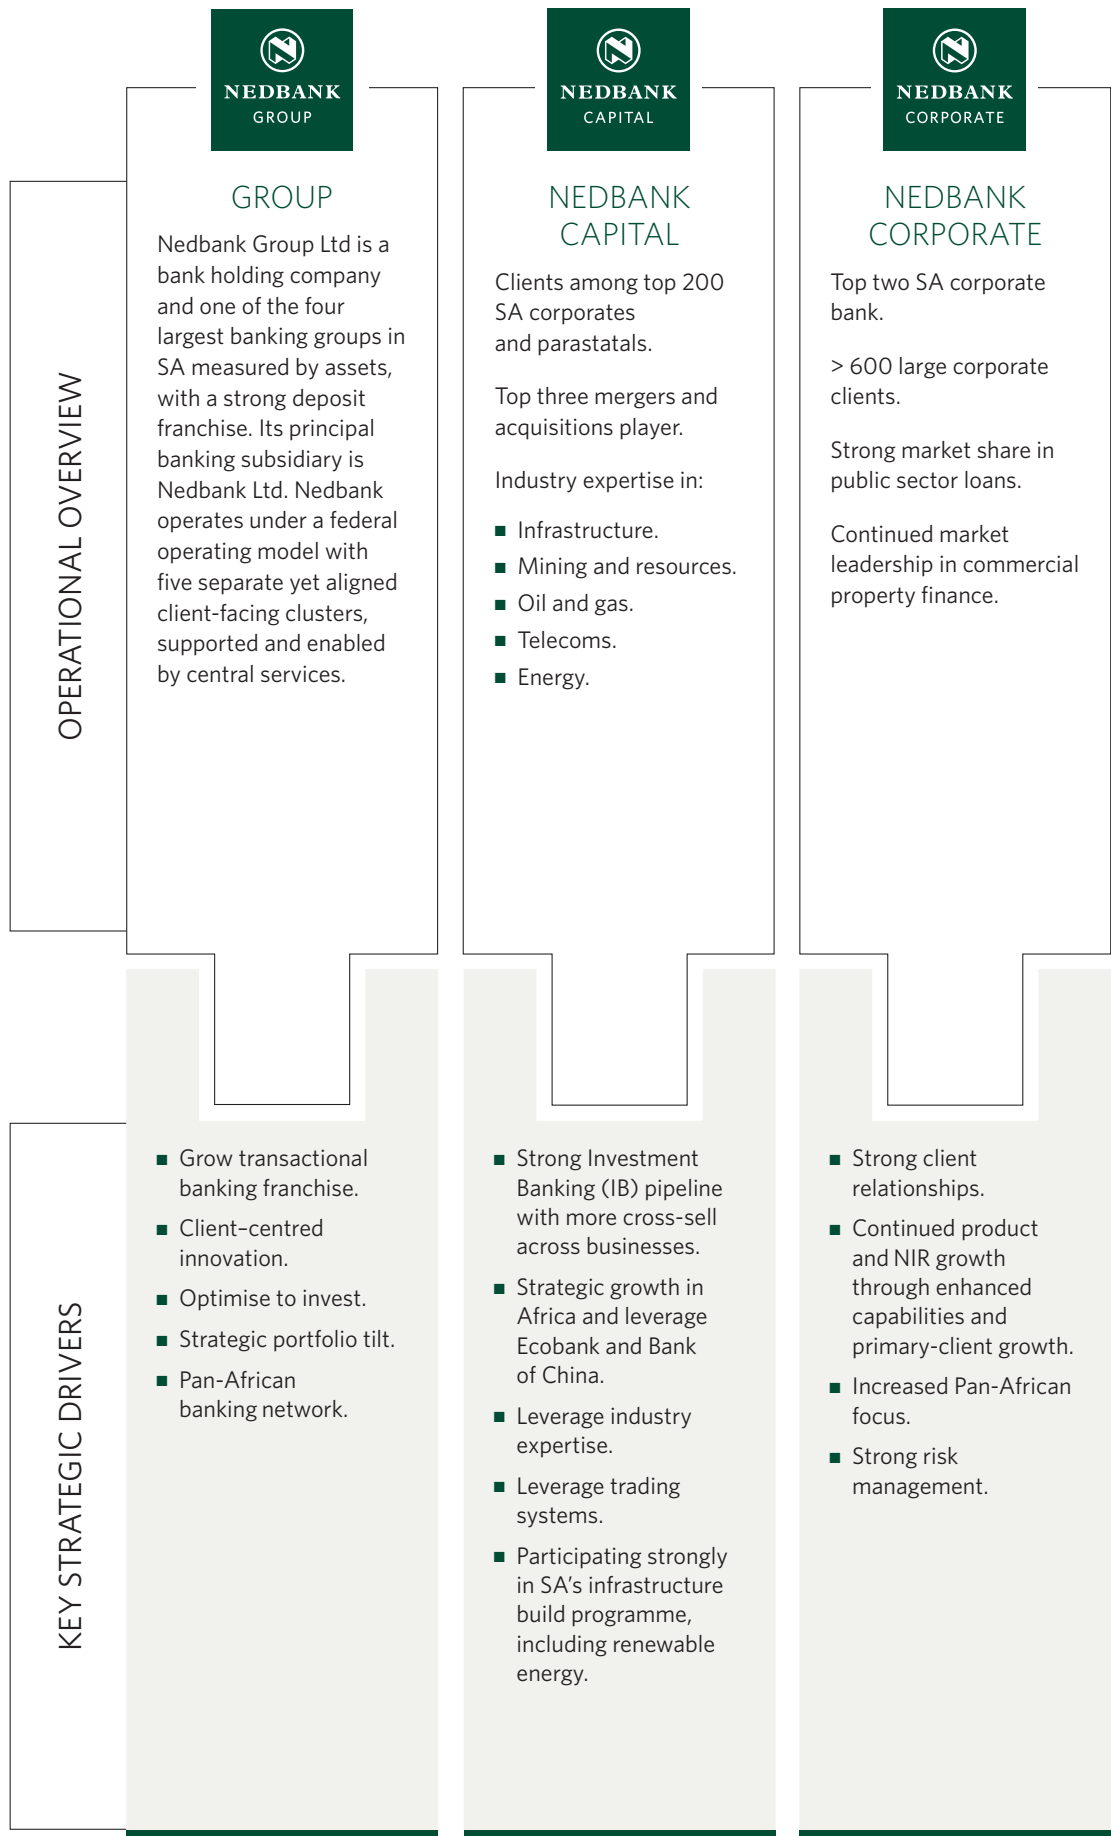 NEDBANK
GROUP
NEDBANK
CAPITAL
NEDBANK
CORPORATE
OPERATIONAL OVERVIEW
GROUP
Nedbank Group Ltd is a
bank holding company
and one of the four
largest banking groups in
SA measured by assets,
with a strong deposit
franchise. Its principal
banking subsidiary is
Nedbank Ltd. Nedbank
operates under a federal
operating model with
five separate yet aligned
client-facing clusters,
supported and enabled
by central services.
NEDBANK
CAPITAL
Clients among top 200
SA corporates
and parastatals.
Top three mergers and
acquisitions player.
Industry expertise in:
■ Infrastructure.
■ Mining and resources.
■ Oil and gas.
■ Telecoms.
■ Energy.
NEDBANK
CORPORATE
Top two SA corporate
bank.
> 600 large corporate
clients.
Strong market share in
public sector loans.
Continued market
leadership in commercial
property finance.
KEY STRATEGIC DRIVERS
■ Grow transactional
banking franchise.
■ Client–centred
innovation.
■ Optimise to invest.
■ Strategic portfolio tilt.
■ Pan-African
banking network.
■ Strong Investment
Banking (IB) pipeline
with more cross-sell
across businesses.
■ Strategic growth in
Africa and leverage
Ecobank and Bank
of China.
■ Leverage industry
expertise.
■ Leverage trading
systems.
■ Participating strongly
in SA’s infrastructure
build programme,
including renewable
energy.
■ Strong client
relationships.
■ Continued product
and NIR growth
through enhanced
capabilities and
primary-client growth.
■ Increased Pan-African
focus.
■ Strong risk
management.